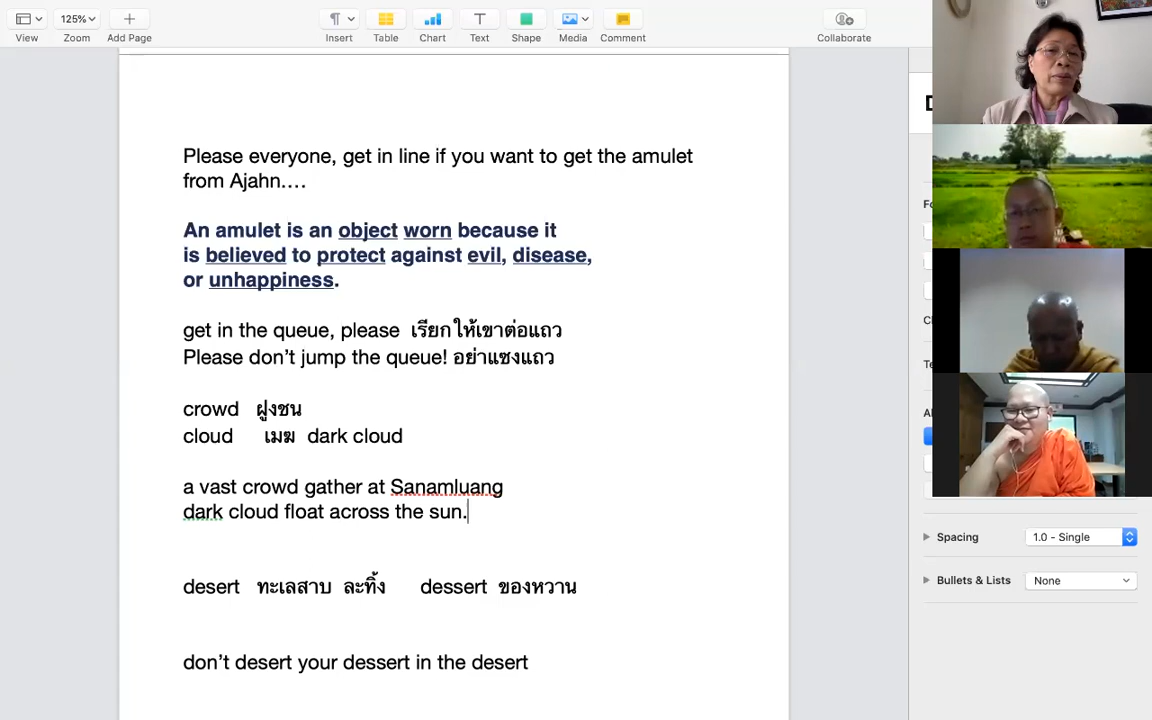 View
125%
Zoom
Add Page
Insert
Table
Chart
Text
Shape
Media
Comment
Collaborate
Please everyone, get in line if you want to get the amulet
from Ajahn....
An amulet is an object worn because it
is believed to protect against evil, disease,
or unhappiness.
get in the queue, please เรียกให้เขาต่อแถว
Please don't jump the queue! อย่าแซงแถว
crowd ฝูงชน
cloud เมฆ dark cloud
a vast crowd gather at Sanamluang
dark cloud float across the sun.
desert ทะเลสาบ ละทิ้ง dessert ของหวาน
don't desert your dessert in the desert
Spacing
1.0 - Single
Bullets & Lists
None